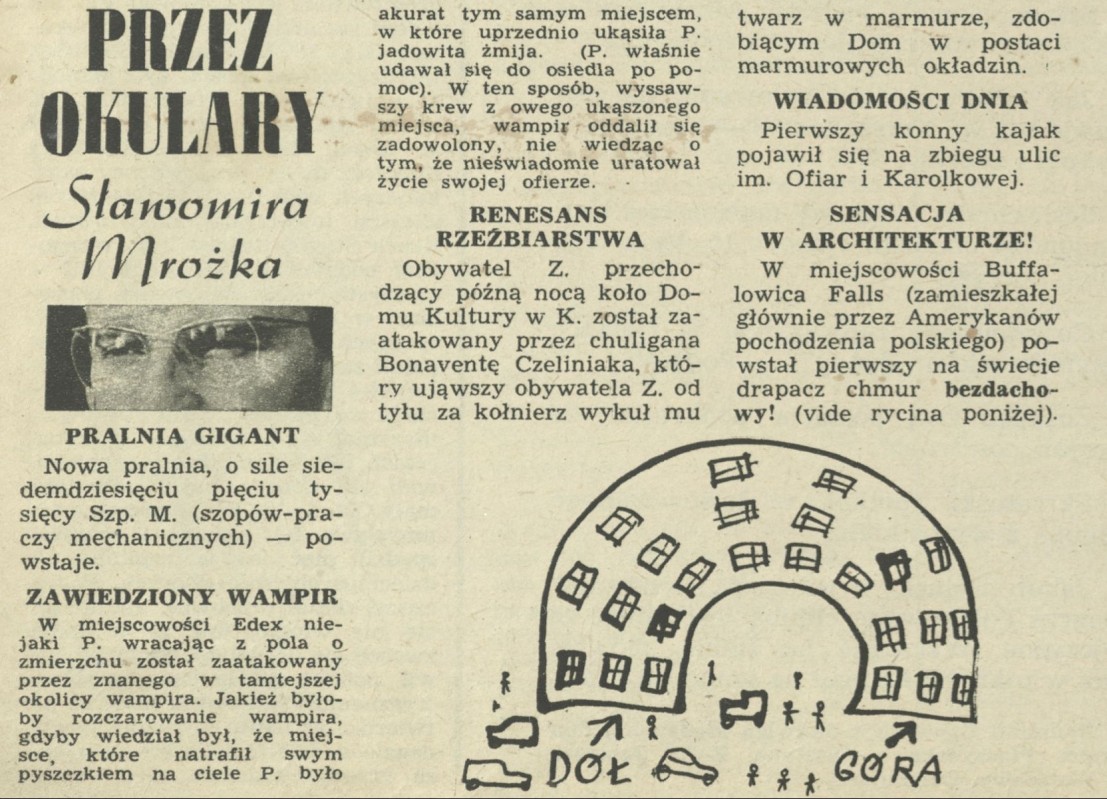 PRZEZ
OKULARY
Sławomira
Mrożka
PRALNIA GIGANT
Nowa pralnia, o sile sie-
demdziesięciu pięciu ty-
sięcy Szp. M. (szopów-pra-
czy mechanicznych) — po-
wstaje.
ZAWIEDZIONY WAMPIR
W miejscowości Edex nie-
jaki P. wracając z pola o
zmierzchu został zaatakowany
przez znanego w tamtejszej
okolicy wampira. Jakież było-
by rozczarowanie wampira,
gdyby wiedział był, że miej-
sce, które natrafił swym
pyszczkiem na ciele P. było
akurat tym samym miejscem,
w które uprzednio ukąsiła P.
jadowita żmija. (P. właśnie
udawał się do osiedla po po-
moc). W ten sposób, wyssaw-
szy krew z owego ukąszonego
miejsca, wampir oddalił się
zadowolony, nie wiedząc o
tym, że nieświadomie uratował
życie swojej ofierze.
RENESANS
RZEŹBIARSTWA
Obywatel Z. przecho-
dzący późną nocą koło Do-
mu Kultury w K. został za-
atakowany przez chuligana
Bonaventę Czeliniaka, któ-
ry ująwszy obywatela Z. od
tyłu za kołnierz wykuł mu
twarz w marmurze, zdo-
biącym Dom w postaci
marmurowych okładzin.
WIADOMOŚCI DNIA
Pierwszy konny kajak
pojawił się na zbiegu ulic
im. Ofiar i Karolkowej.
SENSACJA
W ARCHITEKTURZE!
W miejscowości Buffa-
lowica Falls (zamieszkałej
głównie przez Amerykanów
pochodzenia polskiego) po-
wstał pierwszy na świecie
drapacz chmur bezdacho-
wy! (vide rycina poniżej).
DÓŁ
GÓRA